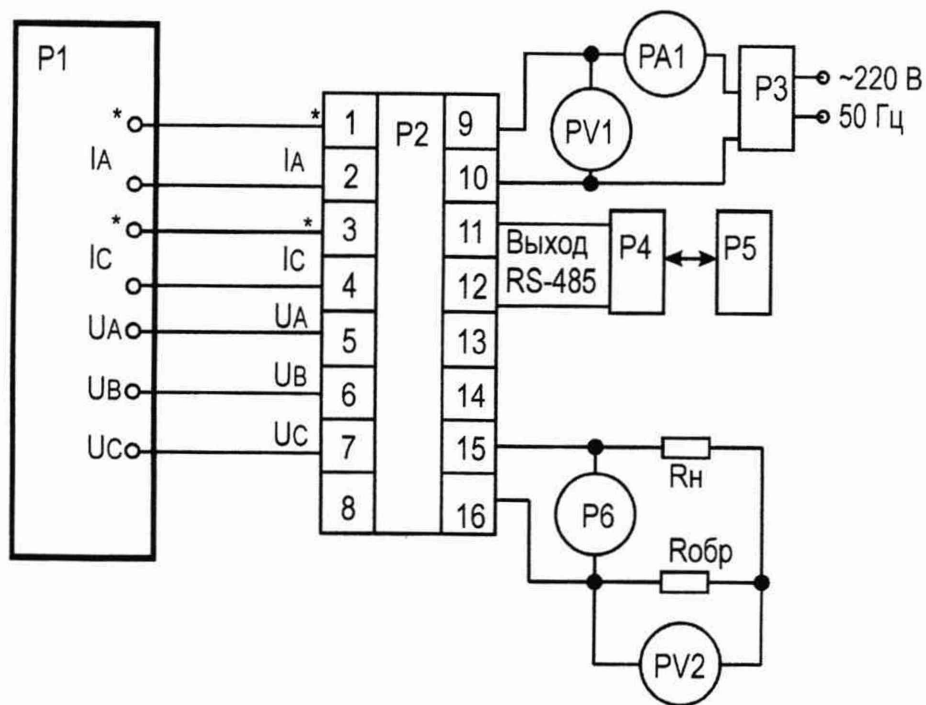 P1
* *
IA IA
* *
IC IC
UA UA
UB UB
UC UC
1
2
3
4
5
6
7
8
P2
9
10
11
12
13
14
15
16
PA1
PV1
P3
~220 В
50 Гц
Выход
RS-485
P4
P5
P6
Rн
Rобр
PV2